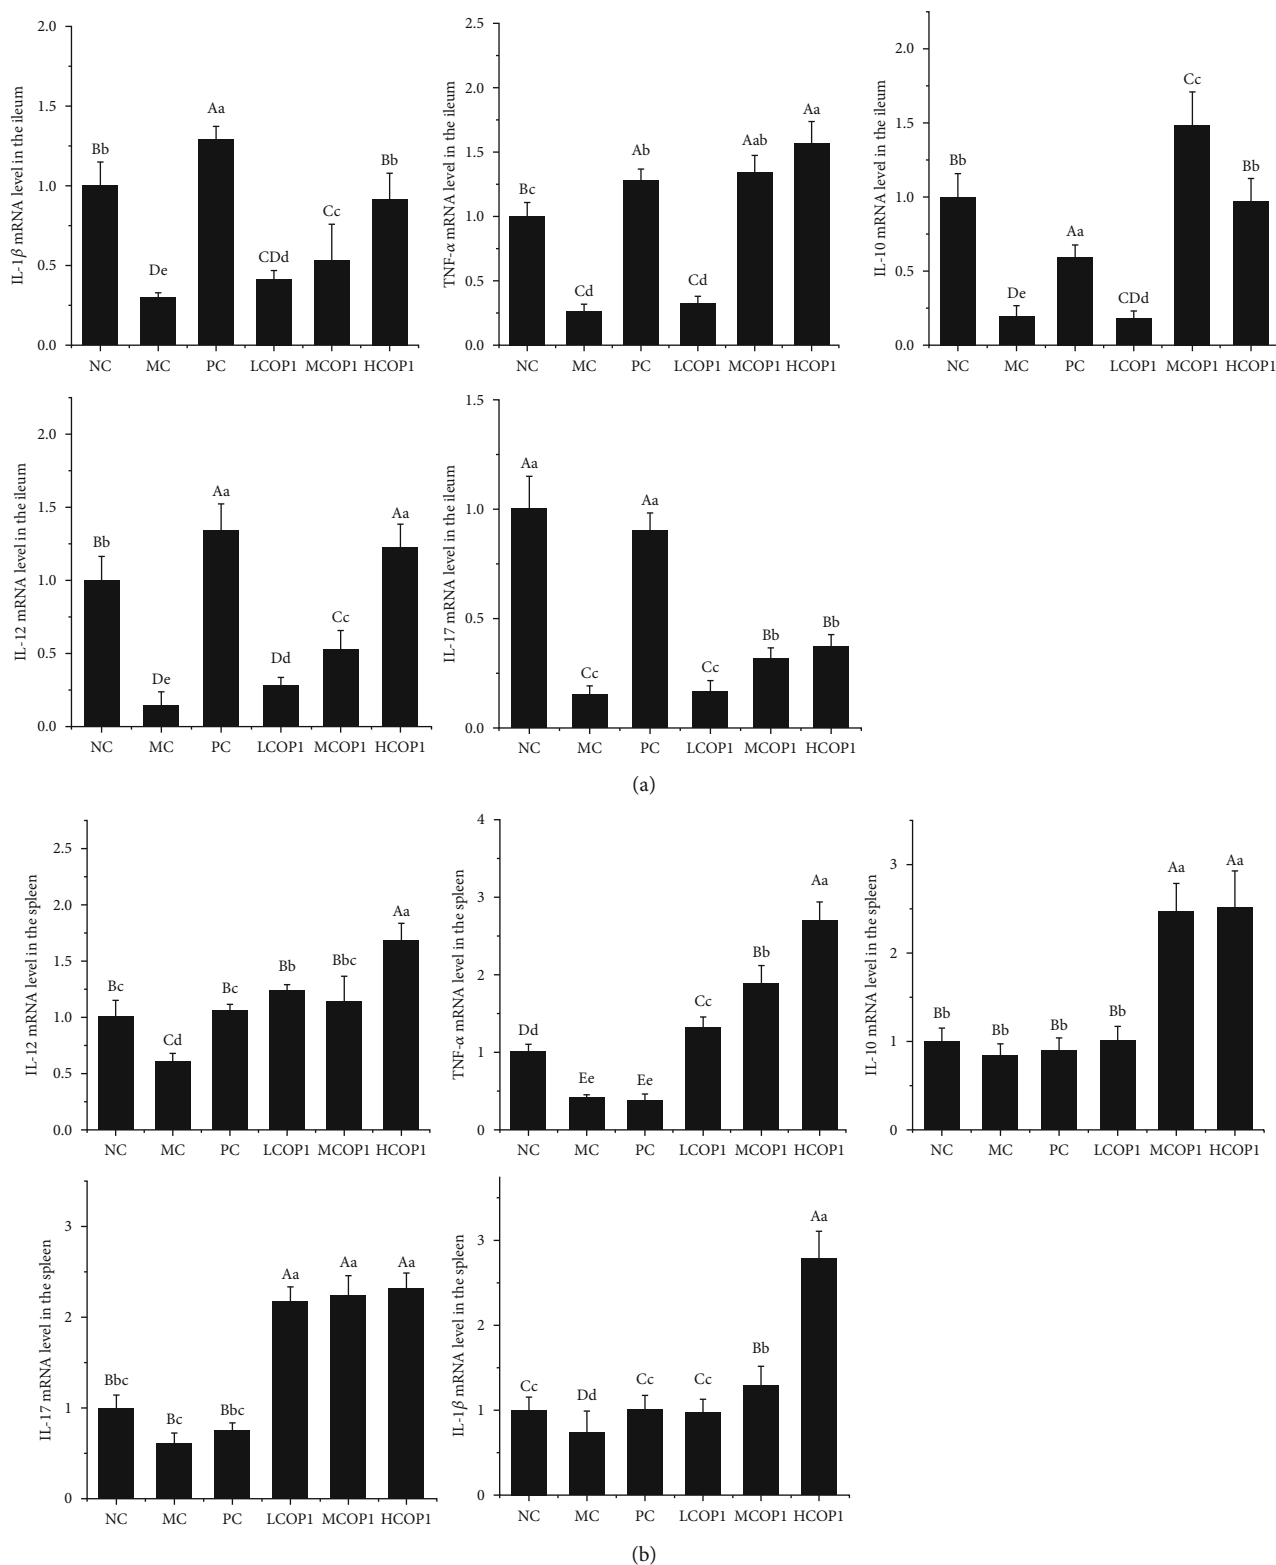 IL-1β mRNA level in the ileum
2.0
1.5
1.0
0.5
0.0
Bb
De
Aa
CDd
Cc
Bb
NC MC PC LCOP1 MCOP1 HCOP1
TNF-α mRNA level in the ileum
2.5
2.0
1.5
1.0
0.5
0.0
Bc
Cd
Ab
Cd
Aab
Aa
NC MC PC LCOP1 MCOP1 HCOP1
IL-10 mRNA level in the ileum
2.0
1.5
1.0
0.5
0.0
Bb
De
Aa
CDd
Cc
Bb
NC MC PC LCOP1 MCOP1 HCOP1
IL-12 mRNA level in the ileum
2.0
1.5
1.0
0.5
0.0
Bb
De
Aa
Dd
Cc
Aa
NC MC PC LCOP1 MCOP1 HCOP1
IL-17 mRNA level in the ileum
1.5
1.0
0.5
0.0
Aa
Cc
Aa
Cc
Bb
Bb
NC MC PC LCOP1 MCOP1 HCOP1
(a)
IL-12 mRNA level in the spleen
2.5
2.0
1.5
1.0
0.5
0.0
Bc
Cd
Bc
Bb
Bbc
Aa
NC MC PC LCOP1 MCOP1 HCOP1
TNF-α mRNA level in the spleen
4
3
2
1
0
Dd
Ee
Ee
Cc
Bb
Aa
NC MC PC LCOP1 MCOP1 HCOP1
IL-10 mRNA level in the spleen
3
2
1
0
Bb
Bb
Bb
Bb
Aa
Aa
NC MC PC LCOP1 MCOP1 HCOP1
IL-17 mRNA level in the spleen
3
2
1
0
Bbc
Bc
Bbc
Aa
Aa
Aa
NC MC PC LCOP1 MCOP1 HCOP1
IL-1β mRNA level in the spleen
3
2
1
0
Cc
Dd
Cc
Cc
Bb
Aa
NC MC PC LCOP1 MCOP1 HCOP1
(b)